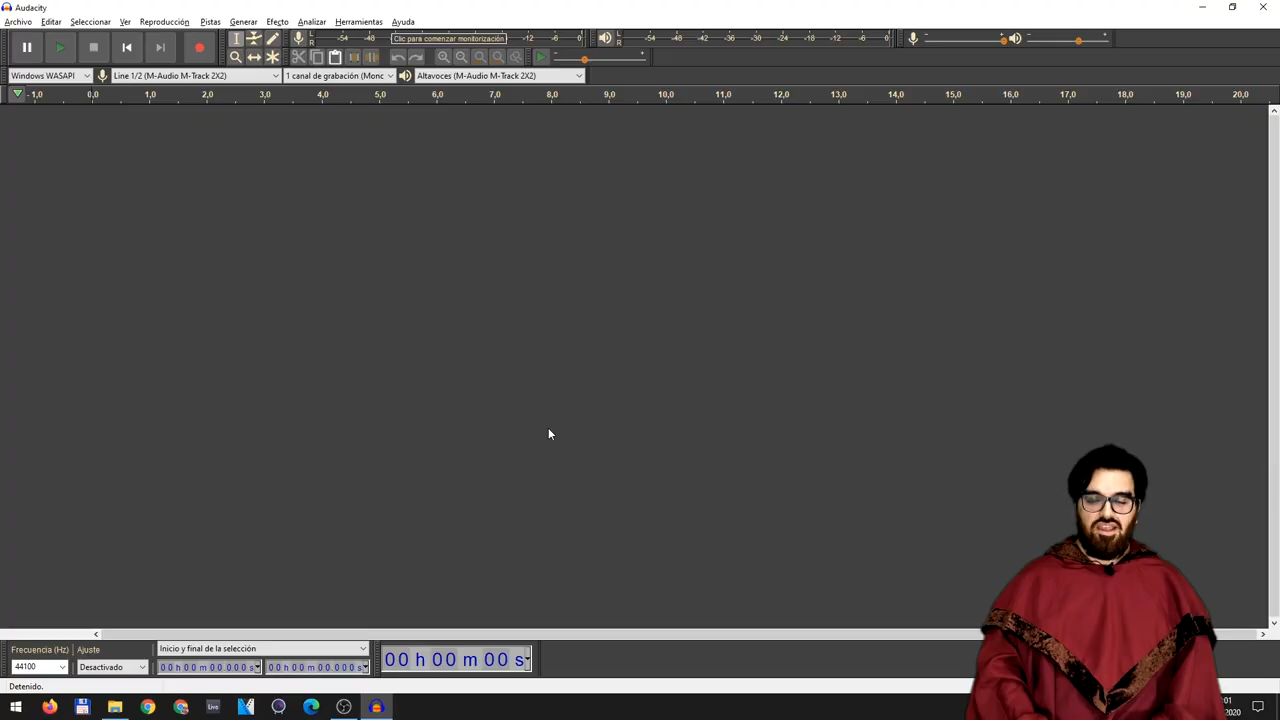 Audacity
Archivo Editar Seleccionar Ver Reproducción Pistas Generar Efecto Analizar Herramientas Ayuda
L R -54 -48 Clic para comenzar monitorización -12 -6 0 L R -54 -48 -42 -36 -30 -24 -18 -12 -6 0 - + - +
- +
Windows WASAPI Line 1/2 (M-Audio M-Track 2X2) 1 canal de grabación (Monc Altavoces (M-Audio M-Track 2X2)
- 1,0 0,0 1,0 2,0 3,0 4,0 5,0 6,0 7,0 8,0 9,0 10,0 11,0 12,0 13,0 14,0 15,0 16,0 17,0 18,0 19,0 20,0
Frecuencia (Hz) Ajuste Inicio y final de la selección
44100 Desactivado 00 h 00 m 00.000 s 00 h 00 m 00.000 s 00 h 00 m 00 s
Detenido.
Live
:01
2020